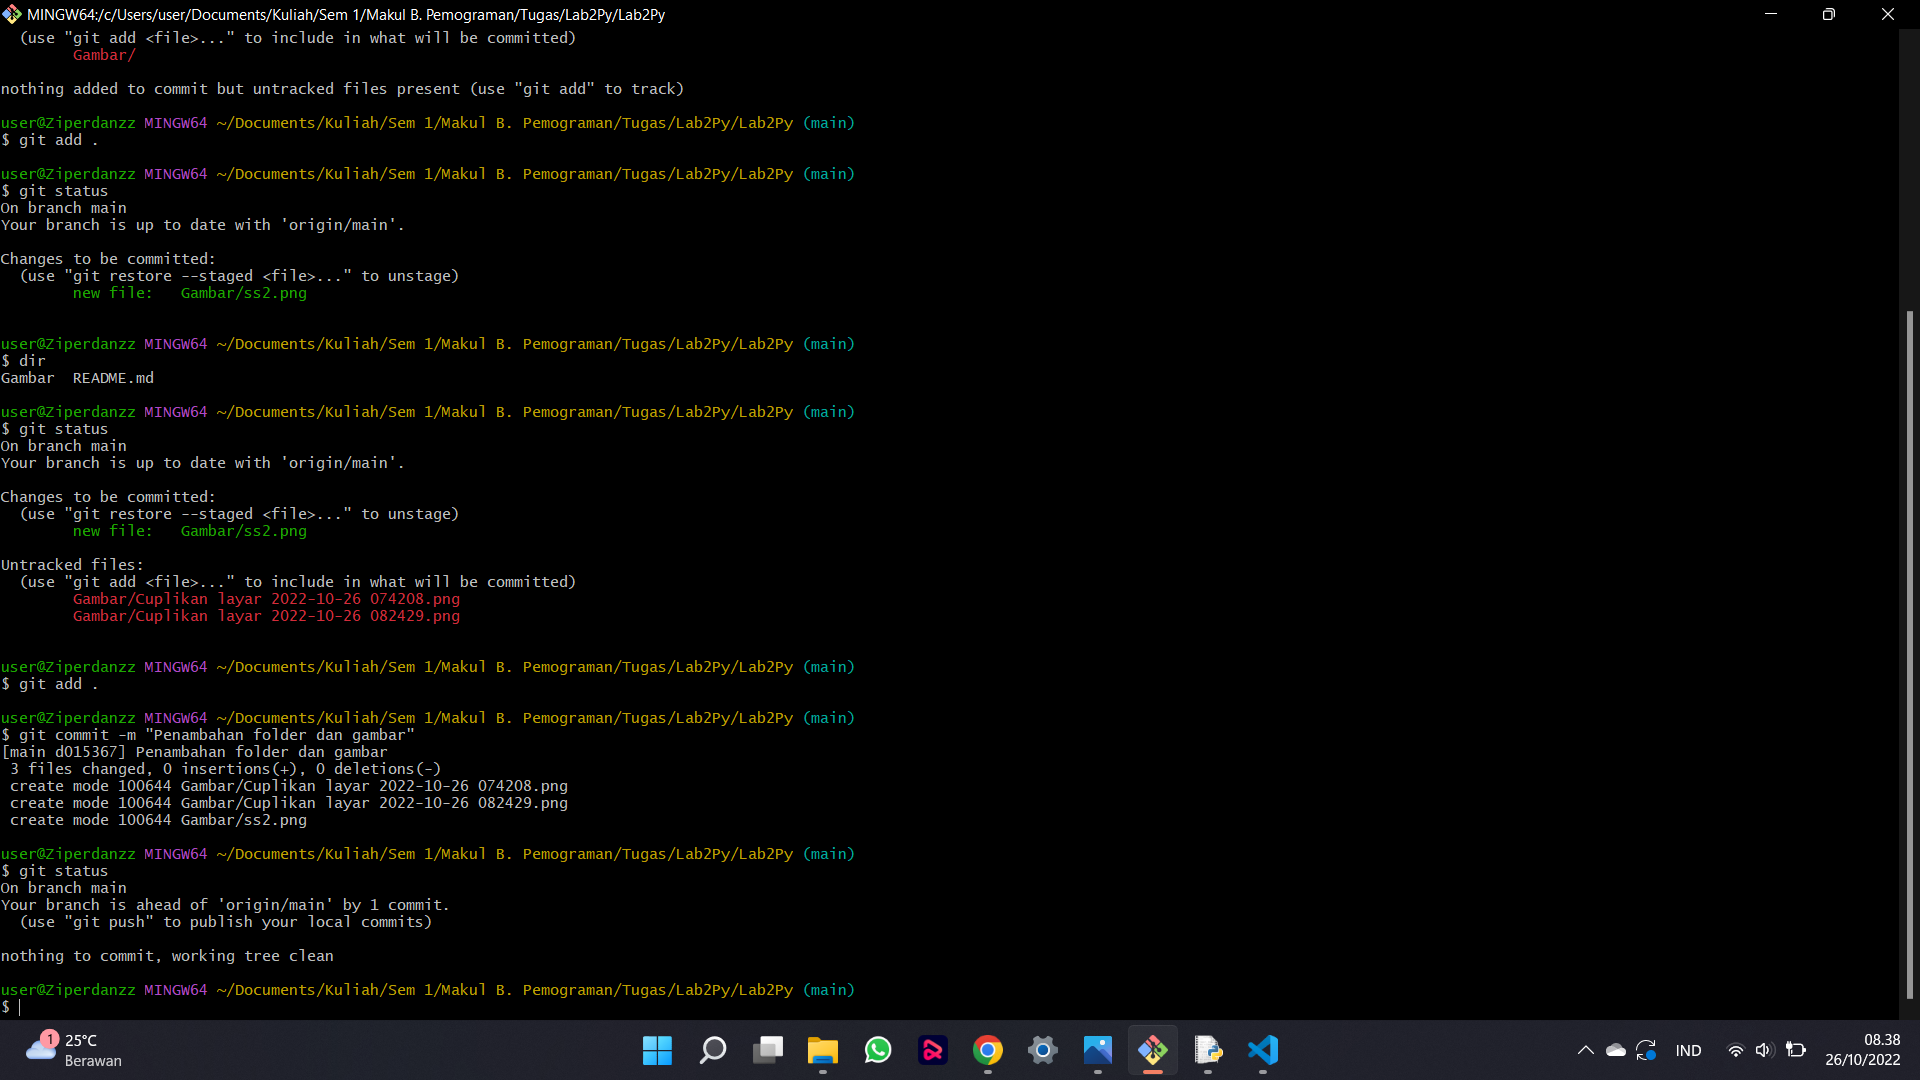 MINGW64:/c/Users/user/Documents/Kuliah/Sem 1/Makul B. Pemograman/Tugas/Lab2Py/Lab2Py
(use "git add <file>..." to include in what will be committed)
Gambar/
nothing added to commit but untracked files present (use "git add" to track)
user@Ziperdanzz MINGW64 ~/Documents/Kuliah/Sem 1/Makul B. Pemograman/Tugas/Lab2Py/Lab2Py (main)
$ git add .
user@Ziperdanzz MINGW64 ~/Documents/Kuliah/Sem 1/Makul B. Pemograman/Tugas/Lab2Py/Lab2Py (main)
$ git status
On branch main
Your branch is up to date with 'origin/main'.
Changes to be committed:
(use "git restore --staged <file>..." to unstage)
new file:   Gambar/ss2.png
user@Ziperdanzz MINGW64 ~/Documents/Kuliah/Sem 1/Makul B. Pemograman/Tugas/Lab2Py/Lab2Py (main)
$ dir
Gambar  README.md
user@Ziperdanzz MINGW64 ~/Documents/Kuliah/Sem 1/Makul B. Pemograman/Tugas/Lab2Py/Lab2Py (main)
$ git status
On branch main
Your branch is up to date with 'origin/main'.
Changes to be committed:
(use "git restore --staged <file>..." to unstage)
new file:   Gambar/ss2.png
Untracked files:
(use "git add <file>..." to include in what will be committed)
Gambar/Cuplikan layar 2022-10-26 074208.png
Gambar/Cuplikan layar 2022-10-26 082429.png
user@Ziperdanzz MINGW64 ~/Documents/Kuliah/Sem 1/Makul B. Pemograman/Tugas/Lab2Py/Lab2Py (main)
$ git add .
user@Ziperdanzz MINGW64 ~/Documents/Kuliah/Sem 1/Makul B. Pemograman/Tugas/Lab2Py/Lab2Py (main)
$ git commit -m "Penambahan folder dan gambar"
[main d015367] Penambahan folder dan gambar
3 files changed, 0 insertions(+), 0 deletions(-)
create mode 100644 Gambar/Cuplikan layar 2022-10-26 074208.png
create mode 100644 Gambar/Cuplikan layar 2022-10-26 082429.png
create mode 100644 Gambar/ss2.png
user@Ziperdanzz MINGW64 ~/Documents/Kuliah/Sem 1/Makul B. Pemograman/Tugas/Lab2Py/Lab2Py (main)
$ git status
On branch main
Your branch is ahead of 'origin/main' by 1 commit.
(use "git push" to publish your local commits)
nothing to commit, working tree clean
user@Ziperdanzz MINGW64 ~/Documents/Kuliah/Sem 1/Makul B. Pemograman/Tugas/Lab2Py/Lab2Py (main)
$
1
25°C
Berawan
IND
08.38
26/10/2022